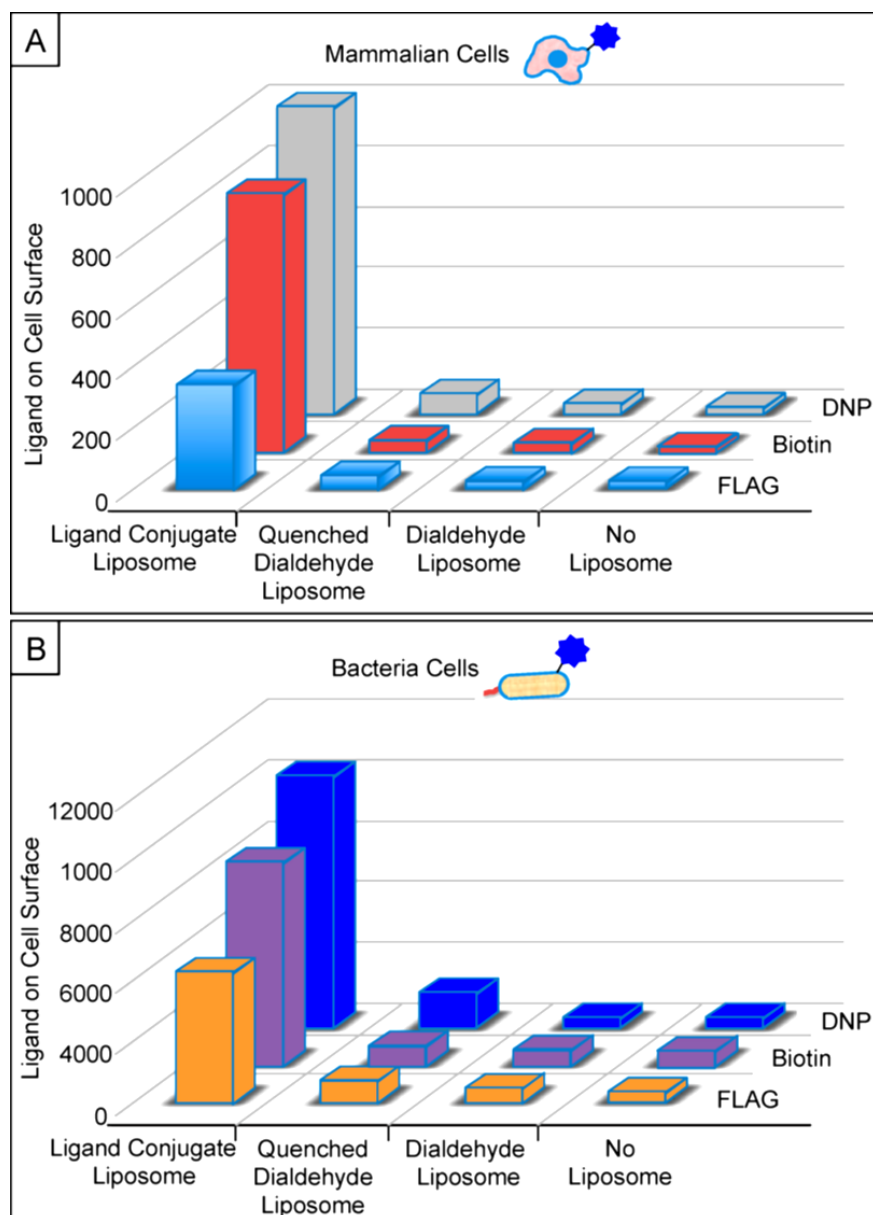 A
Mammalian Cells
Ligand on Cell Surface
1000
800
600
400
200
0
DNP
Biotin
FLAG
Ligand Conjugate
Liposome
Quenched
Dialdehyde
Liposome
Dialdehyde
Liposome
No
Liposome
B
Bacteria Cells
Ligand on Cell Surface
12000
1000
8000
6000
4000
0
DNP
Biotin
FLAG
Ligand Conjugate
Liposome
Quenched
Dialdehyde
Liposome
Dialdehyde
Liposome
No
Liposome